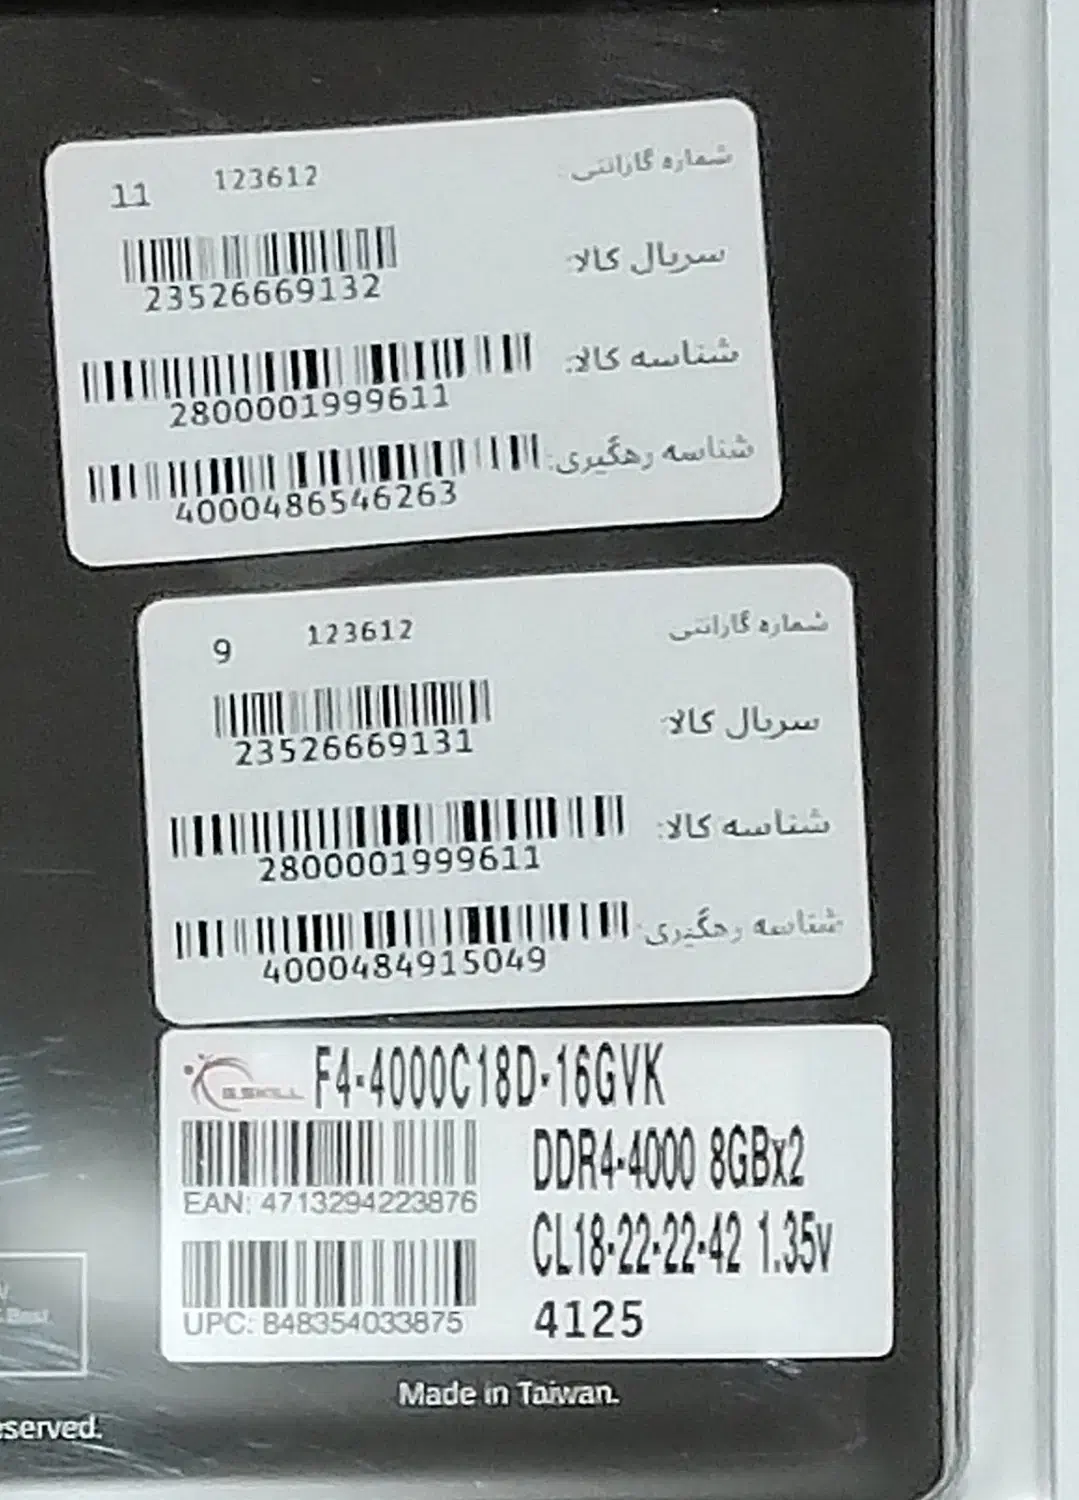 شماره گارانتی 123612 11
سریال کالا:
23526669132
شناسه کالا:
2800001999611
شناسه رهگیری:
4000486546263
شماره گارانتی 123612 9
سریال کالا:
23526669131
شناسه کالا:
2800001999611
شناسه رهگیری:
4000484915049
G.SKILL F4-4000C18D-16GVK
DDR4-4000 8GBx2
EAN: 4713294223876
CL18-22-22-42 1.35v
UPC: 848354033875
4125
Made in Taiwan.